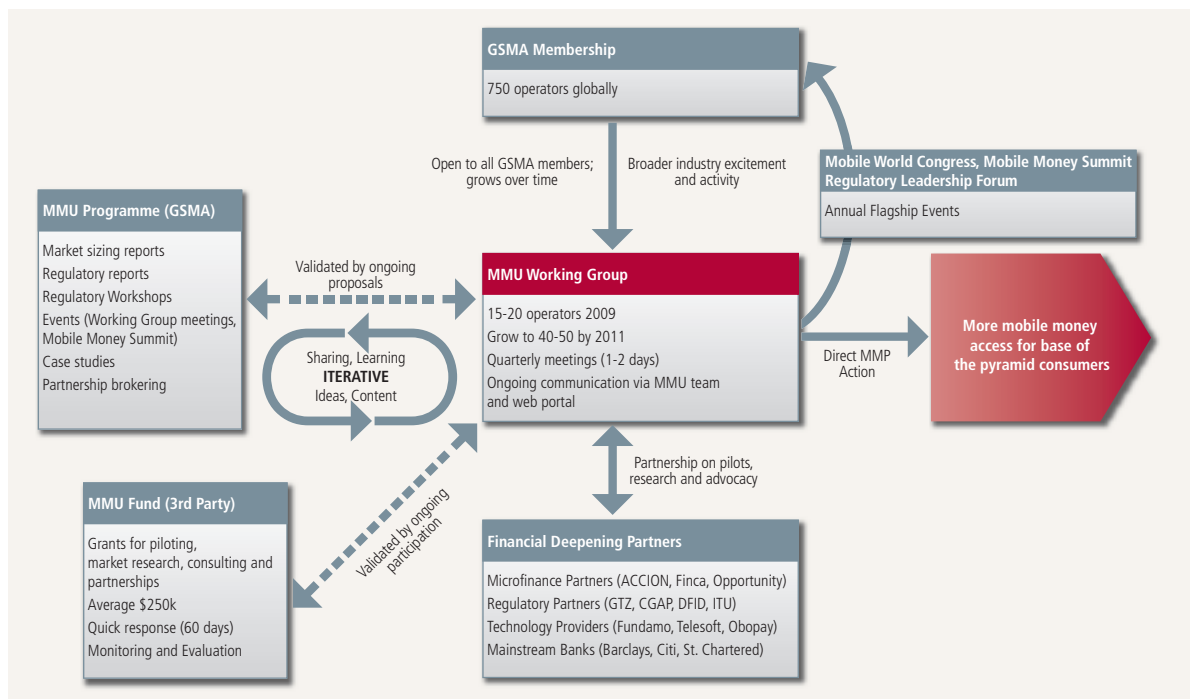 GSMA Membership
750 operators globally
Open to all GSMA members;
grows over time
Broader industry excitement
and activity
Mobile World Congress, Mobile Money Summit
Regulatory Leadership Forum
Annual Flagship Events
MMU Programme (GSMA)
Market sizing reports
Regulatory reports
Regulatory Workshops
Events (Working Group meetings,
Mobile Money Summit)
Case studies
Partnership brokering
Validated by ongoing
proposals
Sharing, Learning
ITERATIVE
Ideas, Content
MMU Working Group
15-20 operators 2009
Grow to 40-50 by 2011
Quarterly meetings (1-2 days)
Ongoing communication via MMU team
and web portal
Direct MMP
Action
More mobile money
access for base of
the pyramid consumers
Partnership on pilots,
research and advocacy
Validated by ongoing
participation
MMU Fund (3rd Party)
Grants for piloting,
market research, consulting and
partnerships
Average $250k
Quick response (60 days)
Monitoring and Evaluation
Financial Deepening Partners
Microfinance Partners (ACCION, Finca, Opportunity)
Regulatory Partners (GTZ, CGAP, DFID, ITU)
Technology Providers (Fundamo, Telesoft, Obopay)
Mainstream Banks (Barclays, Citi, St. Chartered)